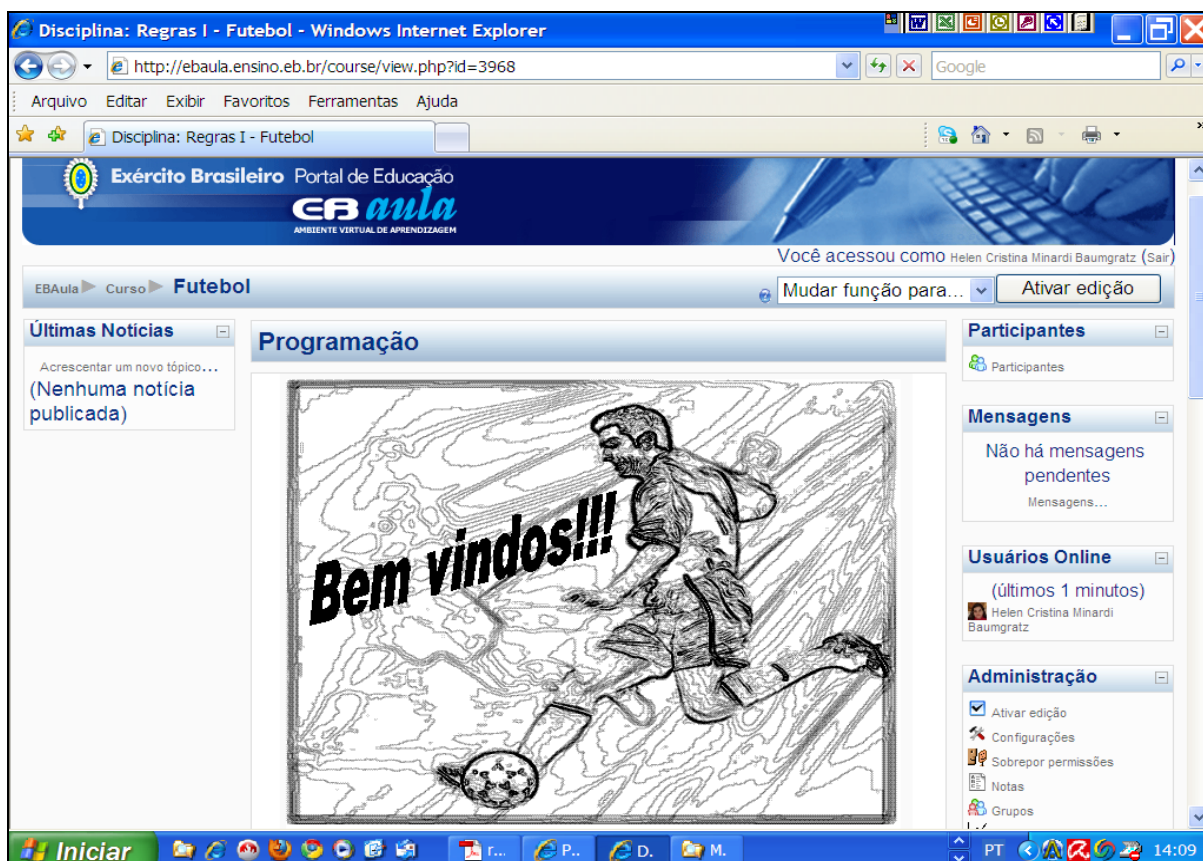 Disciplina: Regras I - Futebol - Windows Internet Explorer
http://ebaula.ensino.eb.br/course/view.php?id=3968
Google
Arquivo Editar Exibir Favoritos Ferramentas Ajuda
Disciplina: Regras I - Futebol
Exército Brasileiro Portal de Educação
EB aula
AMBIENTE VIRTUAL DE APRENDIZAGEM
Você acessou como Helen Cristina Minardi Baumgratz (Sair)
EBAula Curso Futebol
Mudar função para...
Ativar edição
Últimas Notícias
Acrescentar um novo tópico...
(Nenhuma notícia
publicada)
Programação
Bem vindos!!!
Participantes
Participantes
Mensagens
Não há mensagens
pendentes
Mensagens...
Usuários Online
(últimos 1 minutos)
Helen Cristina Minardi
Baumgratz
Administração
Ativar edição
Configurações
Sobrepor permissões
Notas
Grupos
Iniciar
r...
P..
D.
M.
PT
14:09